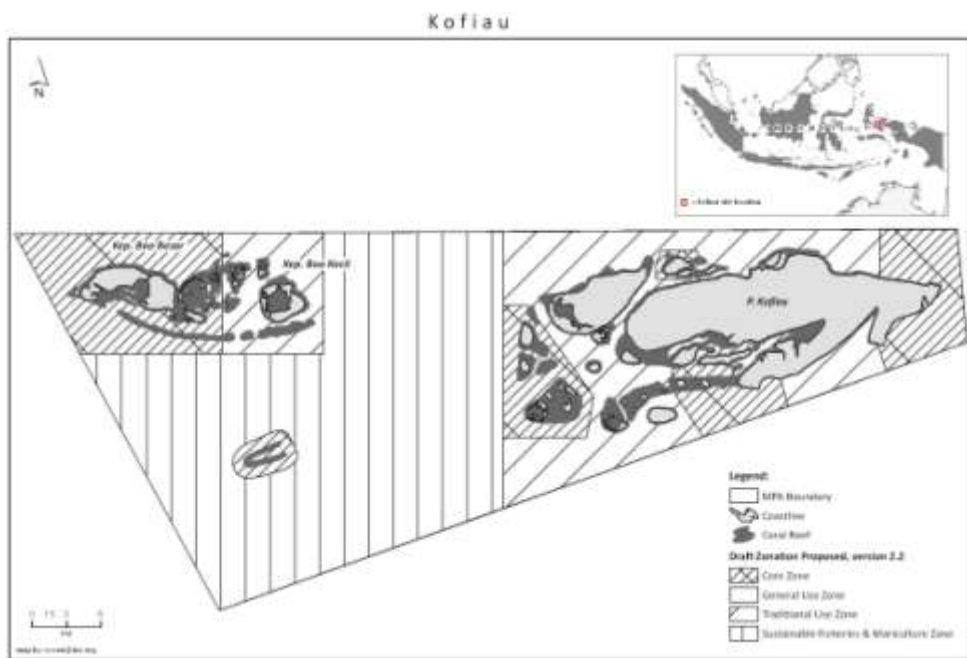 Kofiau
N
Kep. Boo Besar
Kep. Boo Kecil
P. Kofiau
Legend:
MPA Boundary
Coastline
Coral Reef
Draft Zonation Proposed, version 2.2
Core Zone
General Use Zone
Traditional Use Zone
Sustainable Fisheries & Mariculture Zone